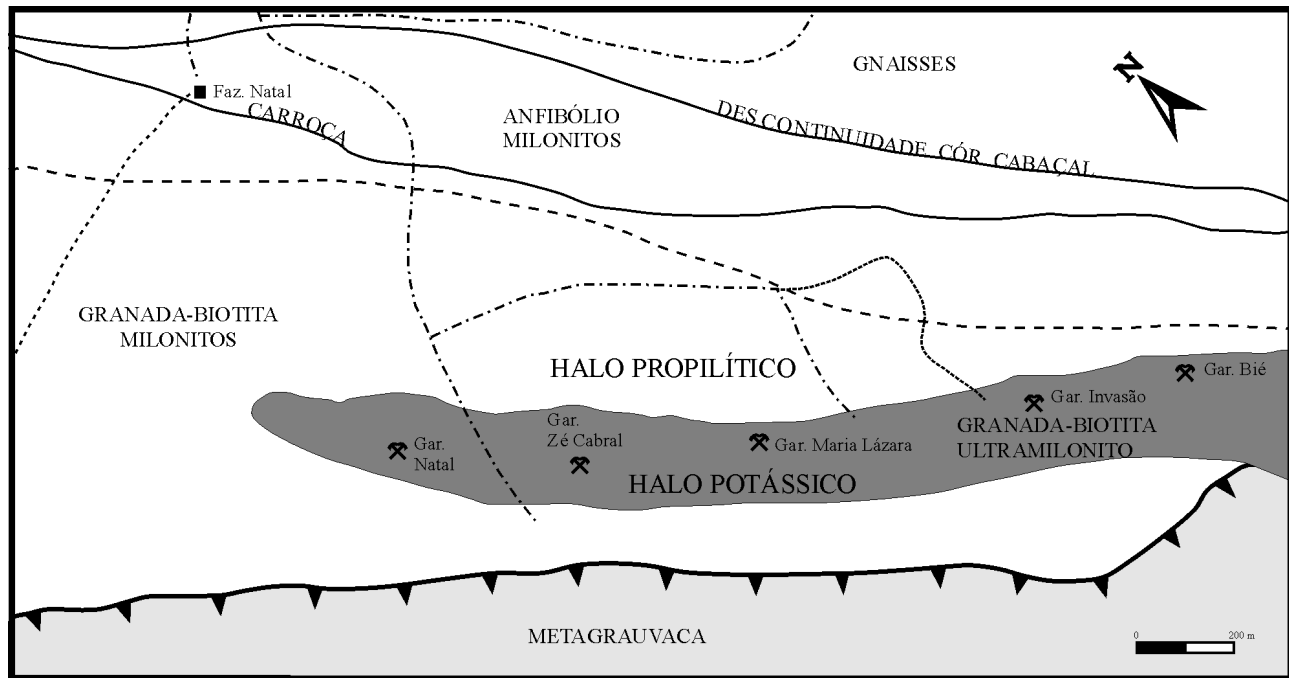 N
GNAISSES
Faz. Natal
CARROÇA
ANFIBÓLIO
MILONITOS
DESCONTINUIDADE CÓR. CABAÇAL
GRANADA-BIOTITA
MILONITOS
HALO PROPILÍTICO
Gar. Bié
Gar. Invasão
Gar.
Zé Cabral
GRANADA-BIOTITA
ULTRAMILONITO
Gar.
Natal
Gar. Maria Lázara
HALO POTÁSSICO
METAGRAUVACA
0
200 m